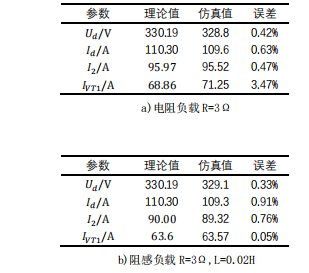 参数 理论值 仿真值 误差
U_d/V 330.19 328.8 0.42%
I_d/A 110.30 109.6 0.63%
I_2/A 95.97 95.52 0.47%
I_VT1/A 68.86 71.25 3.47%
a)电阻负载 R=3Ω
参数 理论值 仿真值 误差
U_d/V 330.19 329.1 0.33%
I_d/A 110.30 109.3 0.91%
I_2/A 90.00 89.32 0.76%
I_VT1/A 63.6 63.57 0.05%
b)阻感负载 R=3Ω,L=0.02H